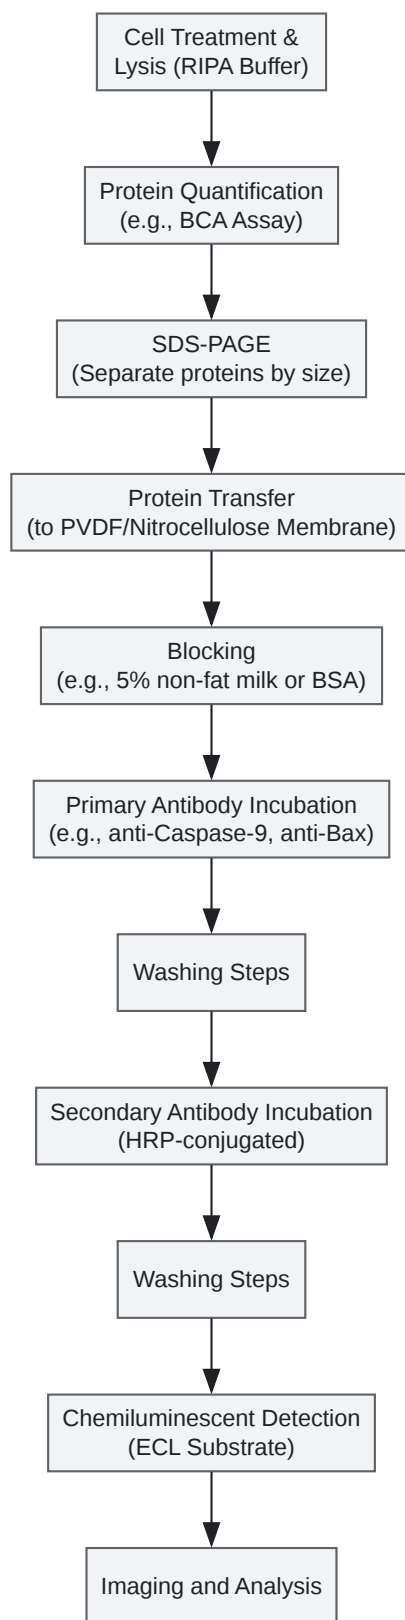 Cell Treatment &
Lysis (RIPA Buffer)
Protein Quantification
(e.g., BCA Assay)
SDS-PAGE
(Separate proteins by size)
Protein Transfer
(to PVDF/Nitrocellulose Membrane)
Blocking
(e.g., 5% non-fat milk or BSA)
Primary Antibody Incubation
(e.g., anti-Caspase-9, anti-Bax)
Washing Steps
Secondary Antibody Incubation
(HRP-conjugated)
Washing Steps
Chemiluminescent Detection
(ECL Substrate)
Imaging and Analysis